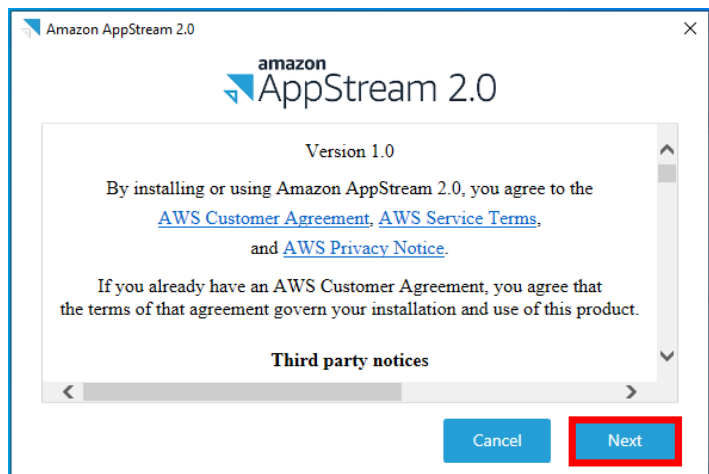 Amazon AppStream 2.0
amazon
AppStream 2.0
Version 1.0
By installing or using Amazon AppStream 2.0, you agree to the
AWS Customer Agreement, AWS Service Terms,
and AWS Privacy Notice.
If you already have an AWS Customer Agreement, you agree that
the terms of that agreement govern your installation and use of this product.
Third party notices
Cancel Next